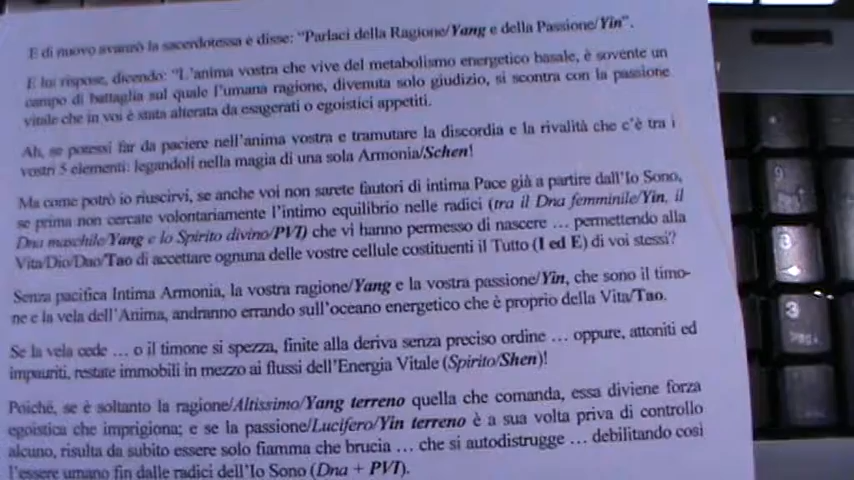 E di nuovo avanzò la sacerdotessa e disse: "Parlaci della Ragione/Yang e della Passione/Yin".
E lui rispose, dicendo: "L'anima vostra che vive del metabolismo energetico basale, è sovente un
campo di battaglia sul quale l'umana ragione, divenuta solo giudizio, si scontra con la passione
vitale che in voi è stata alterata da esagerati o egoistici appetiti.
Ah, se potessi far da paciere nell'anima vostra e tramutare la discordia e la rivalità che c'è tra i
vostri 5 elementi: legandoli nella magia di una sola Armonia/Schen!
Ma come potrò io riuscirvi, se anche voi non sarete fautori di intima Pace già a partire dall'Io Sono,
se prima non cercate volontariamente l'intimo equilibrio nelle radici (tra il Dna femminile/Yin, il
Dna maschile/Yang e lo Spirito divino/PVI) che vi hanno permesso di nascere ... permettendo alla
Vita/Dio/Dao/Tao di accettare ognuna delle vostre cellule costituenti il Tutto (I ed E) di voi stessi?
Senza pacifica Intima Armonia, la vostra ragione/Yang e la vostra passione/Yin, che sono il timo-
ne e la vela dell'Anima, andranno errando sull'oceano energetico che è proprio della Vita/Tao.
Se la vela cede ... o il timone si spezza, finite alla deriva senza preciso ordine ... oppure, attoniti ed
impauriti, restate immobili in mezzo ai flussi dell'Energia Vitale (Spirito/Shen)!
Poiché, se è soltanto la ragione/Altissimo/Yang terreno quella che comanda, essa diviene forza
egoistica che imprigiona; e se la passione/Lucifero/Yin terreno è a sua volta priva di controllo
alcuno, risulta da subito essere solo fiamma che brucia ... che si autodistrugge ... debilitando così
l'essere umano fin dalle radici dell'Io Sono (Dna + PVI).
9
3
3
PgDn